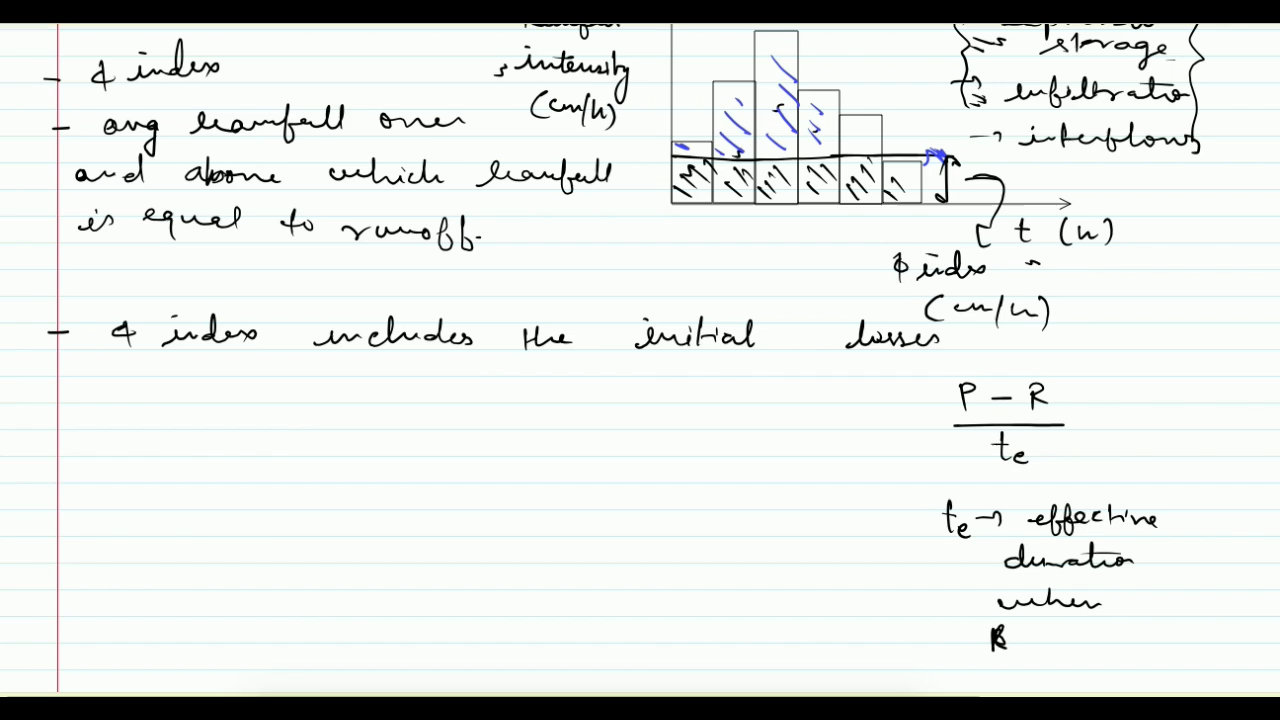 - ϕ index
- avg rainfall over
and above which rainfall
is equal to runoff.
intensity
(cm/h)
→ storage
→ infiltration
→ interflows
t (h)
ϕ index
(cm/h)
- ϕ index includes the initial losses
P - R
te
te → effective
duration
when
R